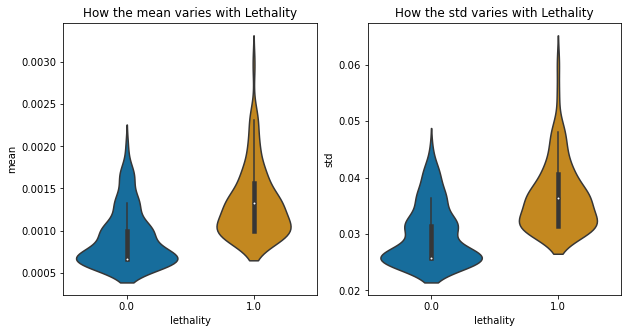 How the mean varies with Lethality
How the std varies with Lethality
mean
0.0030
0.0025
0.0020
0.0015
0.0010
0.0005
0.0
1.0
lethality
std
0.06
0.05
0.04
0.03
0.02
0.0
1.0
lethality